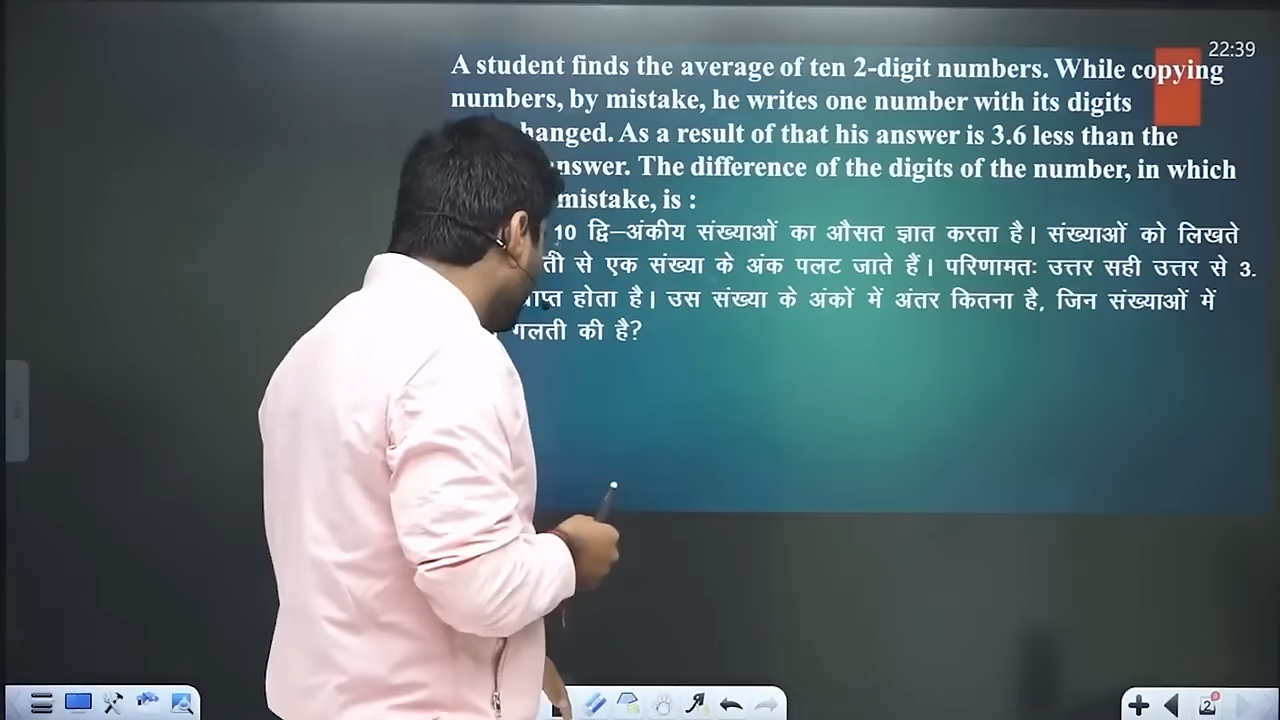 22:39
A student finds the average of ten 2-digit numbers. While copying
numbers, by mistake, he writes one number with its digits
hanged. As a result of that his answer is 3.6 less than the
nswer. The difference of the digits of the number, in which
mistake, is :
10 द्वि–अंकीय संख्याओं का औसत ज्ञात करता है। संख्याओं को लिखते
ती से एक संख्या के अंक पलट जाते हैं। परिणामतः उत्तर सही उत्तर से 3.
प्राप्त होता है। उस संख्या के अंकों में अंतर कितना है, जिन संख्याओं में
गलती की है?
2